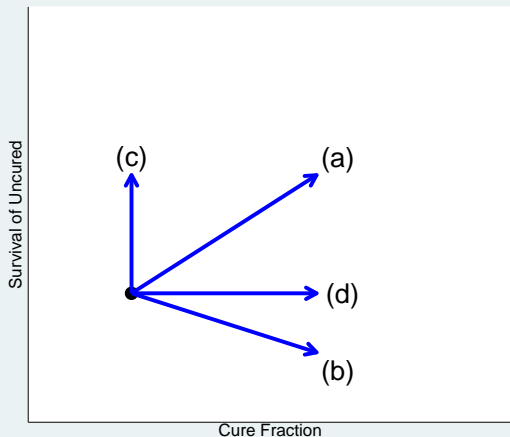 (c)
(a)
Survival of Uncured
(d)
(b)
Cure Fraction